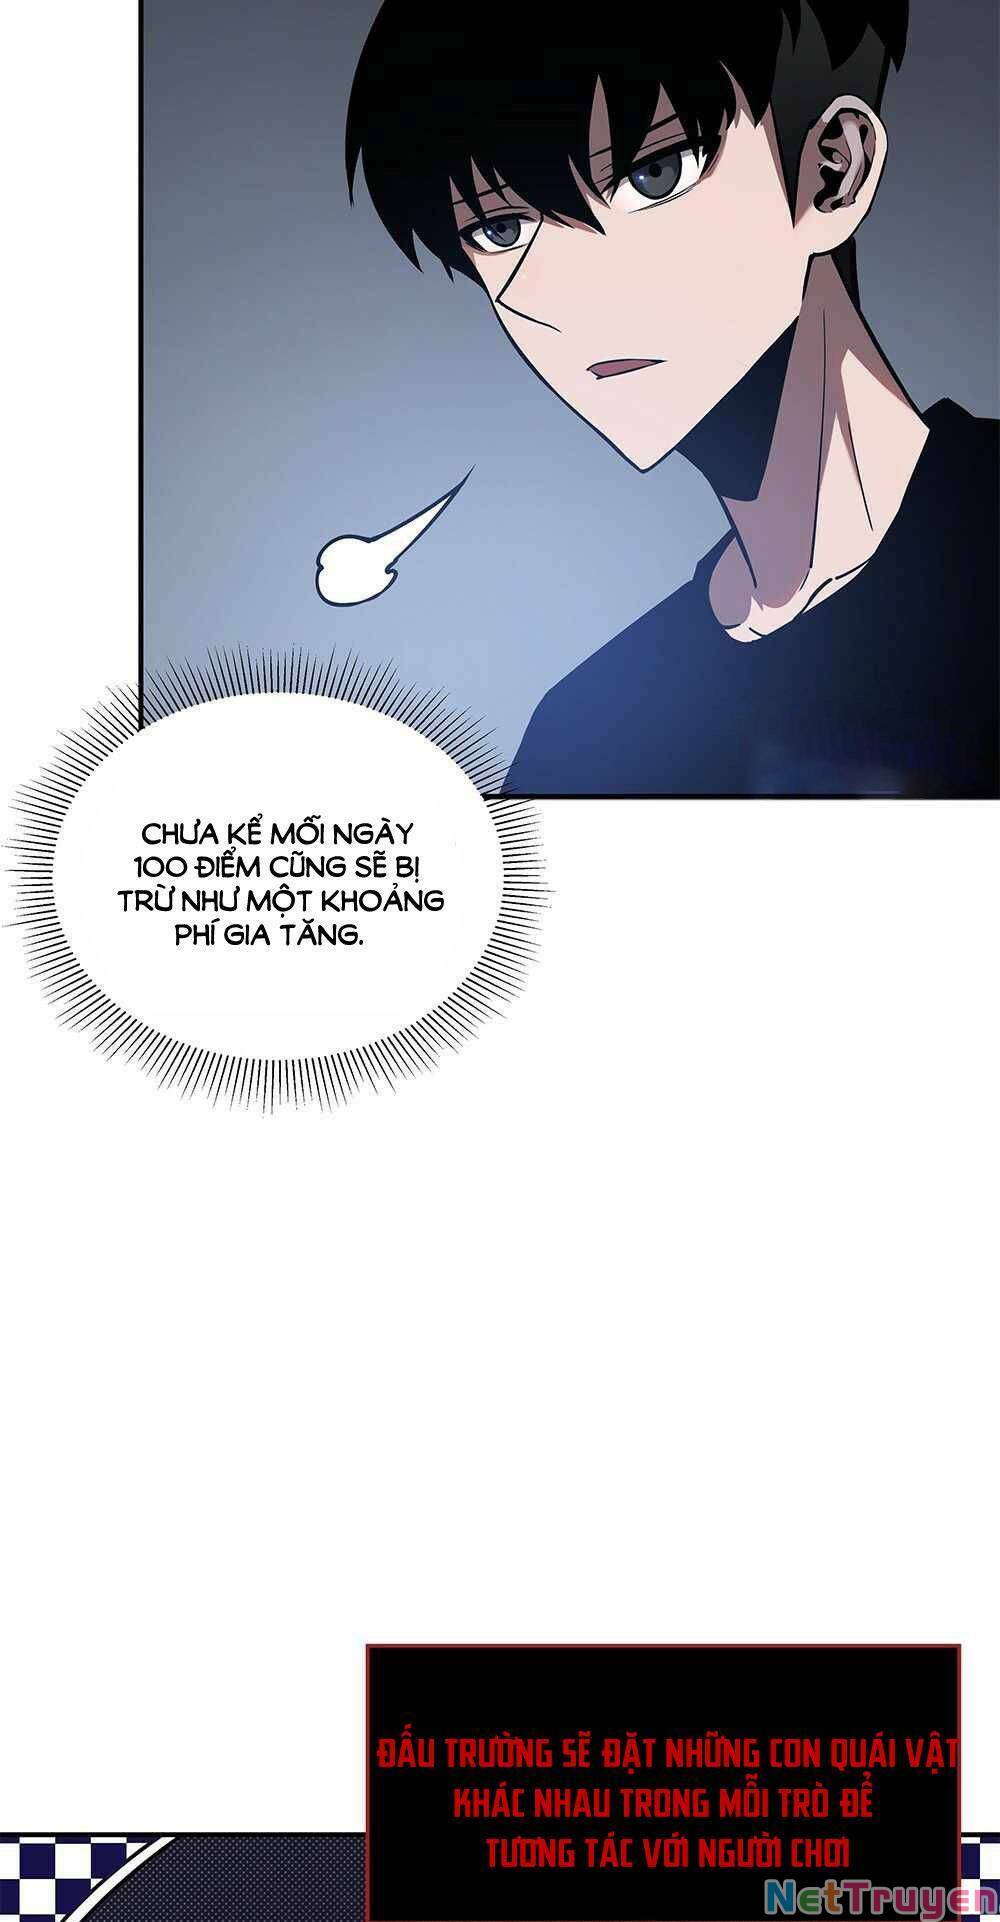 CHƯA KỂ MỖI NGÀY
100 ĐIỂM CŨNG SẼ BỊ
TRỪ NHƯ MỘT KHOẢNG
PHÍ GIA TĂNG.
ĐẤU TRƯỜNG SẼ ĐẶT NHỮNG CON QUÁI VẬT
KHÁC NHAU TRONG MỖI TRÒ ĐỂ
TƯƠNG TÁC VỚI NGƯỜI CHƠI
NetTruyen